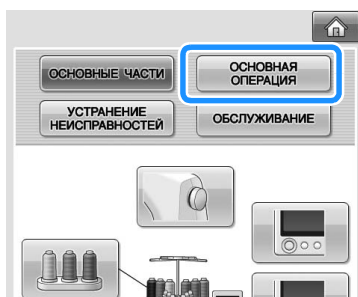 ОСНОВНЫЕ ЧАСТИ
ОСНОВНАЯ
ОПЕРАЦИЯ
УСТРАНЕНИЕ
НЕИСПРАВНОСТЕЙ
ОБСЛУЖИВАНИЕ